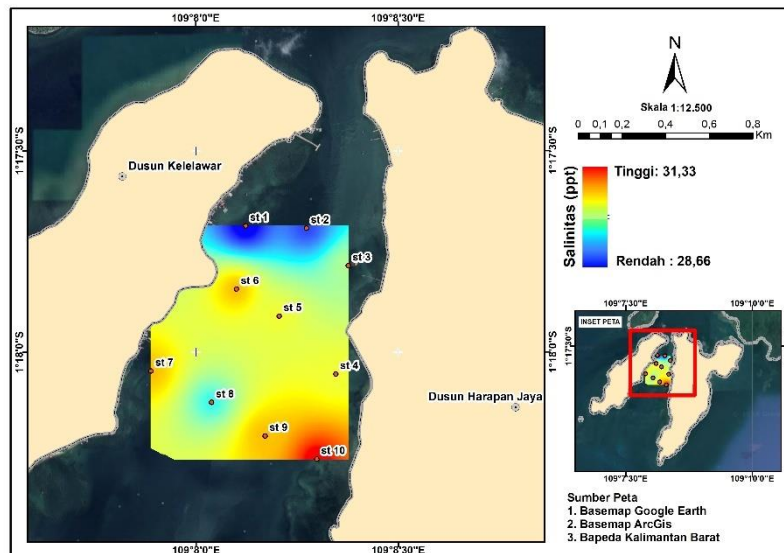 109°8'0"E
109°8'30"E
1°17'30"S
1°18'0"S
Dusun Kelelawar
st 1
st 2
st 3
st 6
st 5
st 7
st 4
st 8
st 9
st 10
Dusun Harapan Jaya
1°17'30"S
1°18'0"S
109°8'0"E
109°8'30"E
N
Skala 1:12.500
0 0,1 0,2 0,4 0,6 0,8
Km
Salinitas (ppt)
Tinggi: 31,33
Rendah : 28,66
109°7'30"E
109°10'0"E
INSET PETA
1°17'30"S
1°17'30"S
109°7'30"E
109°10'0"E
Sumber Peta
1. Basemap Google Earth
2. Basemap ArcGis
3. Bapeda Kalimantan Barat